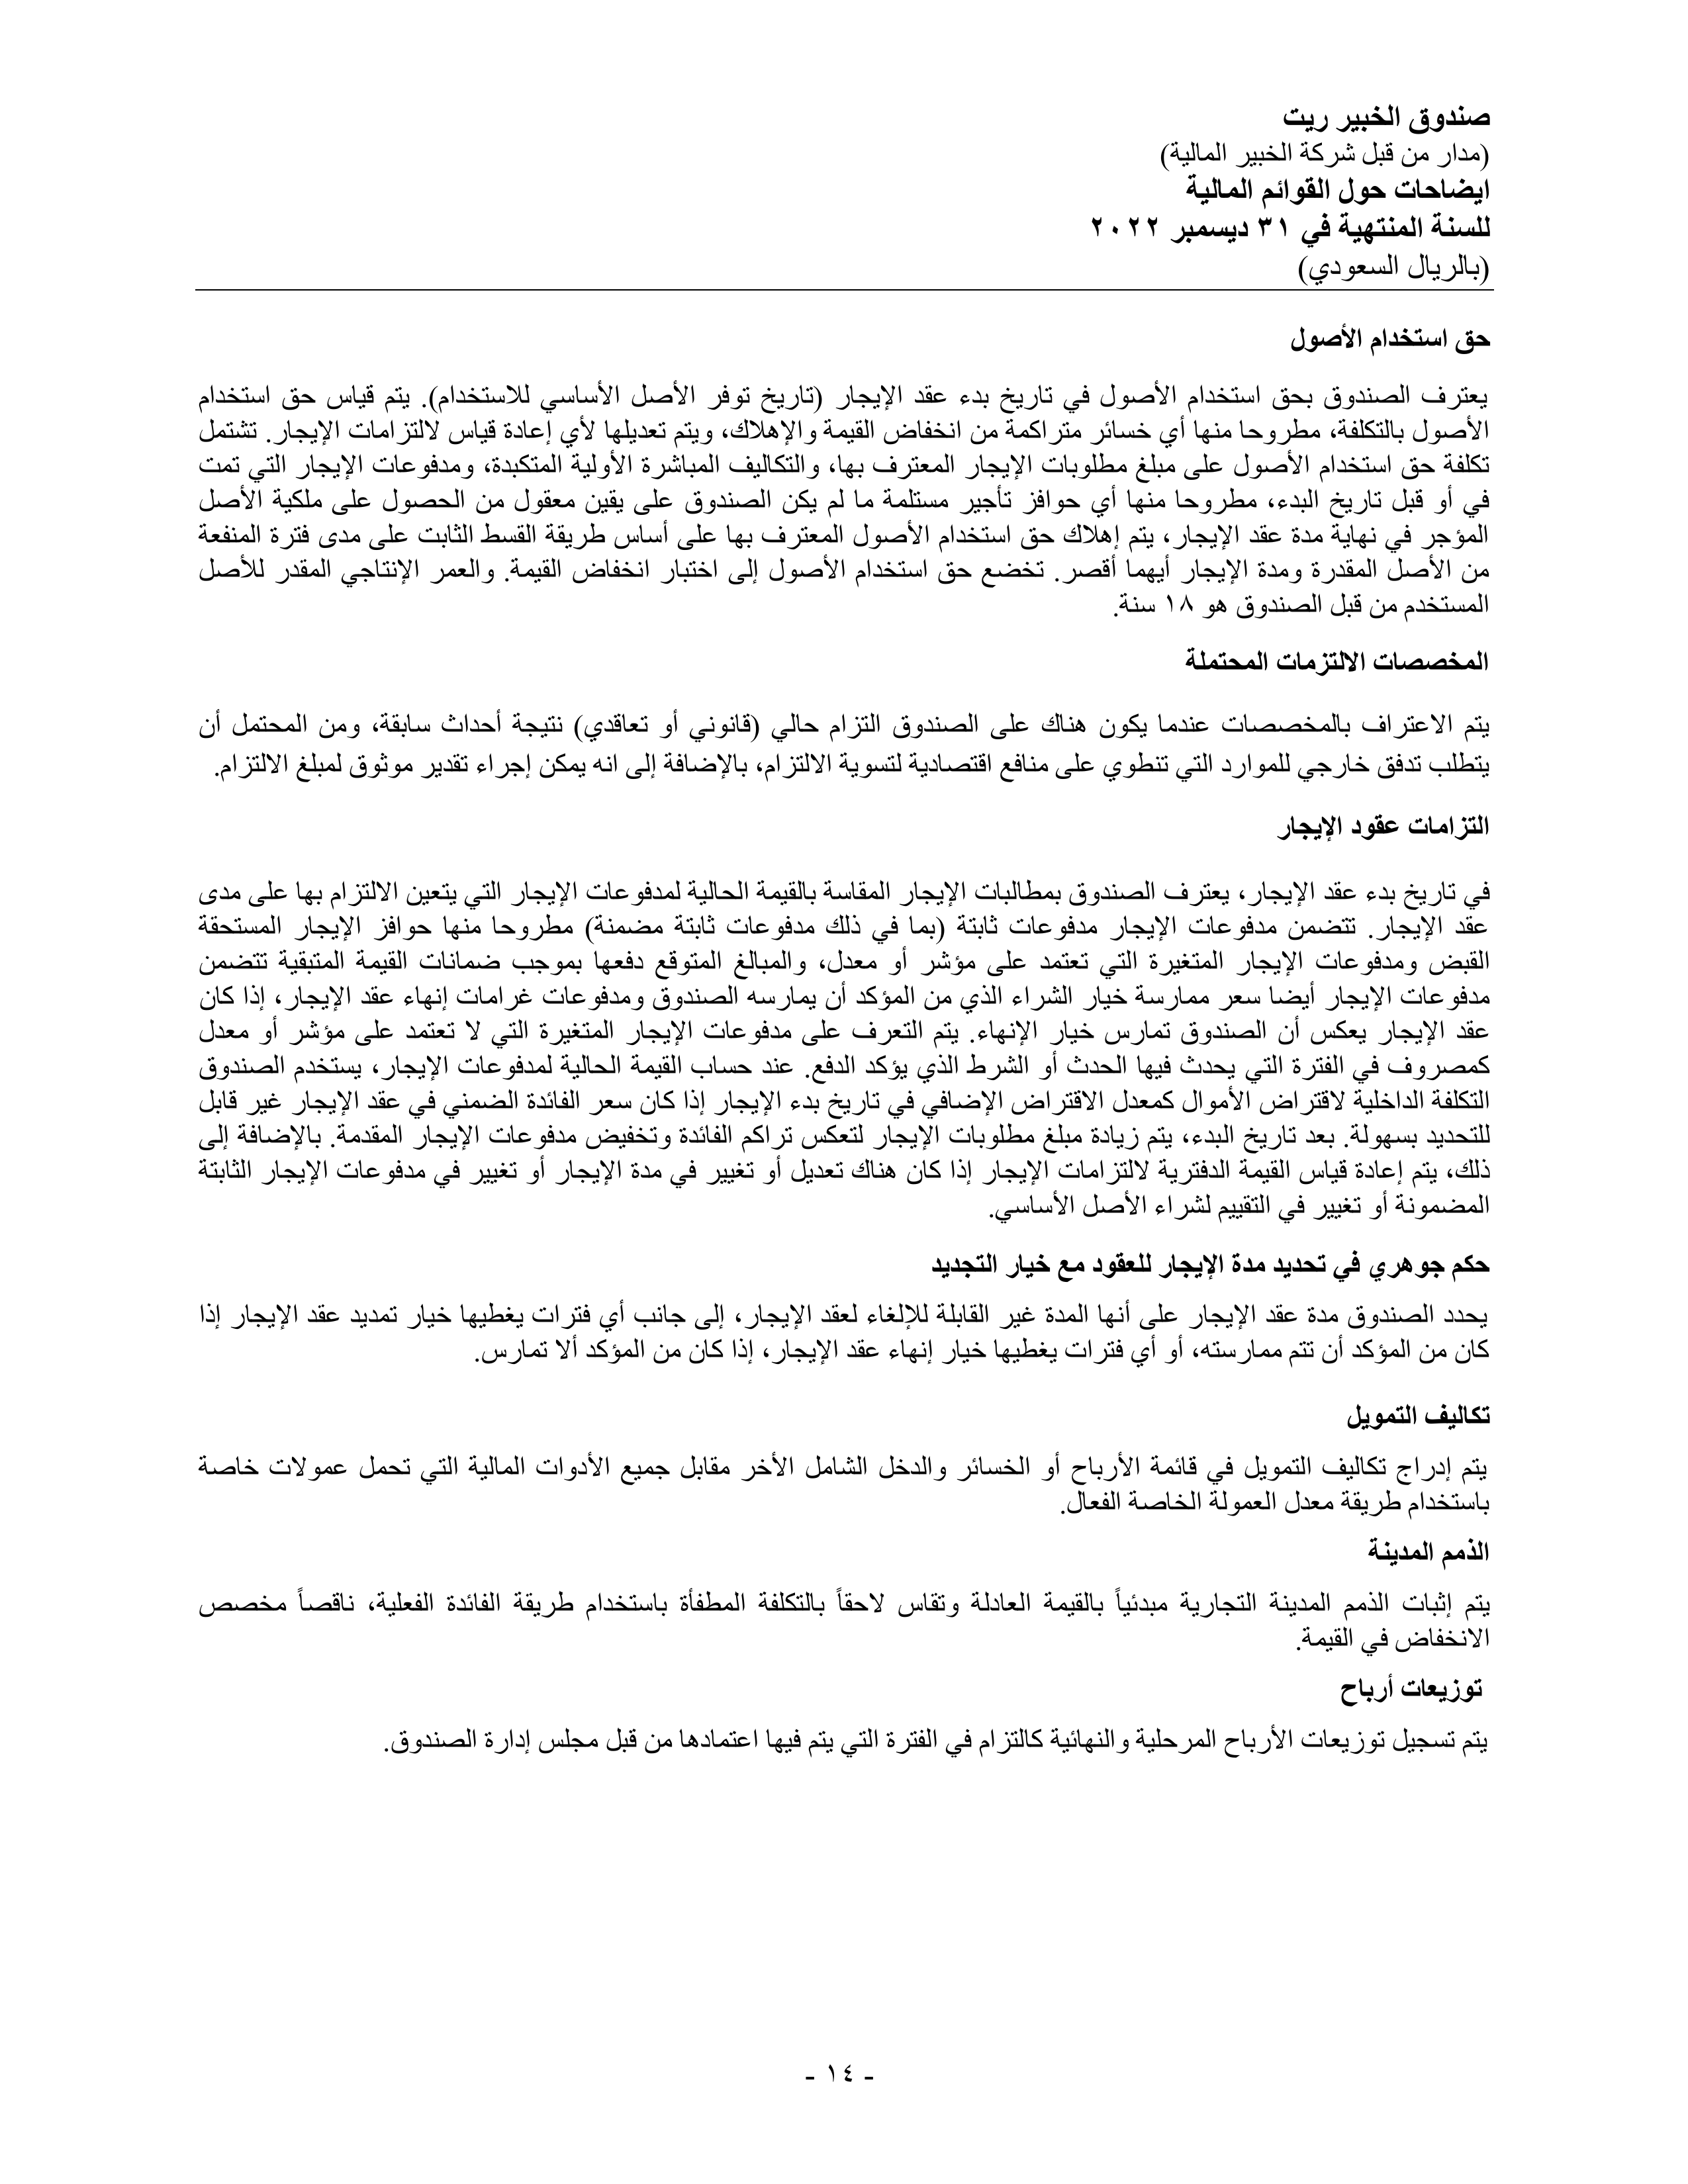 صندوق الخبير ريت
(مدار من قبل شركة الخبير المالية)
ايضاحات حول القوائم المالية
للسنة المنتهية في ٣١ ديسمبر ٢٠٢٢
(بالريال السعودي)
حق استخدام الأصول
يعترف الصندوق بحق استخدام الأصول في تاريخ بدء عقد الإيجار (تاريخ توفر الأصل الأساسي للاستخدام). يتم قياس حق استخدام
الأصول بالتكلفة، مطروحا منها أي خسائر متراكمة من انخفاض القيمة والإهلاك، ويتم تعديلها لأي إعادة قياس لالتزامات الإيجار. تشتمل
تكلفة حق استخدام الأصول على مبلغ مطلوبات الإيجار المعترف بها، والتكاليف المباشرة الأولية المتكبدة، ومدفوعات الإيجار التي تمت
في أو قبل تاريخ البدء، مطروحا منها أي حوافز تأجير مستلمة ما لم يكن الصندوق على يقين معقول من الحصول على ملكية الأصل
المؤجر في نهاية مدة عقد الإيجار، يتم إهلاك حق استخدام الأصول المعترف بها على أساس طريقة القسط الثابت على مدى فترة المنفعة
من الأصل المقدرة ومدة الإيجار أيهما أقصر. تخضع حق استخدام الأصول إلى اختبار انخفاض القيمة. والعمر الإنتاجي المقدر للأصل
المستخدم من قبل الصندوق هو ١٨ سنة.
المخصصات الالتزمات المحتملة
يتم الاعتراف بالمخصصات عندما يكون هناك على الصندوق التزام حالي (قانوني أو تعاقدي) نتيجة أحداث سابقة، ومن المحتمل أن
يتطلب تدفق خارجي للموارد التي تنطوي على منافع اقتصادية لتسوية الالتزام، بالإضافة إلى انه يمكن إجراء تقدير موثوق لمبلغ الالتزام.
التزامات عقود الإيجار
في تاريخ بدء عقد الإيجار، يعترف الصندوق بمطالبات الإيجار المقاسة بالقيمة الحالية لمدفوعات الإيجار التي يتعين الالتزام بها على مدى
عقد الإيجار. تتضمن مدفوعات الإيجار مدفوعات ثابتة (بما في ذلك مدفوعات ثابتة مضمنة) مطروحا منها حوافز الإيجار المستحقة
القبض ومدفوعات الإيجار المتغيرة التي تعتمد على مؤشر أو معدل، والمبالغ المتوقع دفعها بموجب ضمانات القيمة المتبقية تتضمن
مدفوعات الإيجار أيضا سعر ممارسة خيار الشراء الذي من المؤكد أن يمارسه الصندوق ومدفوعات غرامات إنهاء عقد الإيجار، إذا كان
عقد الإيجار يعكس أن الصندوق تمارس خيار الإنهاء. يتم التعرف على مدفوعات الإيجار المتغيرة التي لا تعتمد على مؤشر أو معدل
كمصروف في الفترة التي يحدث فيها الحدث أو الشرط الذي يؤكد الدفع. عند حساب القيمة الحالية لمدفوعات الإيجار، يستخدم الصندوق
التكلفة الداخلية لاقتراض الأموال كمعدل الاقتراض الإضافي في تاريخ بدء الإيجار إذا كان سعر الفائدة الضمني في عقد الإيجار غير قابل
للتحديد بسهولة. بعد تاريخ البدء، يتم زيادة مبلغ مطلوبات الإيجار لتعكس تراكم الفائدة وتخفيض مدفوعات الإيجار المقدمة. بالإضافة إلى
ذلك، يتم إعادة قياس القيمة الدفترية لالتزامات الإيجار إذا كان هناك تعديل أو تغيير في مدة الإيجار أو تغيير في مدفوعات الإيجار الثابتة
المضمونة أو تغيير في التقييم لشراء الأصل الأساسي.
حكم جوهري في تحديد مدة الإيجار للعقود مع خيار التجديد
يحدد الصندوق مدة عقد الإيجار على أنها المدة غير القابلة للإلغاء لعقد الإيجار، إلى جانب أي فترات يغطيها خيار تمديد عقد الإيجار إذا
كان من المؤكد أن تتم ممارسته، أو أي فترات يغطيها خيار إنهاء عقد الإيجار، إذا كان من المؤكد ألا تمارس.
تكاليف التمويل
يتم إدراج تكاليف التمويل في قائمة الأرباح أو الخسائر والدخل الشامل الأخر مقابل جميع الأدوات المالية التي تحمل عمولات خاصة
باستخدام طريقة معدل العمولة الخاصة الفعال.
الذمم المدينة
يتم إثبات الذمم المدينة التجارية مبدئياً بالقيمة العادلة وتقاس لاحقاً بالتكلفة المطفأة باستخدام طريقة الفائدة الفعلية، ناقصاً مخصص
الانخفاض في القيمة.
توزيعات أرباح
يتم تسجيل توزيعات الأرباح المرحلية والنهائية كالتزام في الفترة التي يتم فيها اعتمادها من قبل مجلس إدارة الصندوق.
- ١٤ -